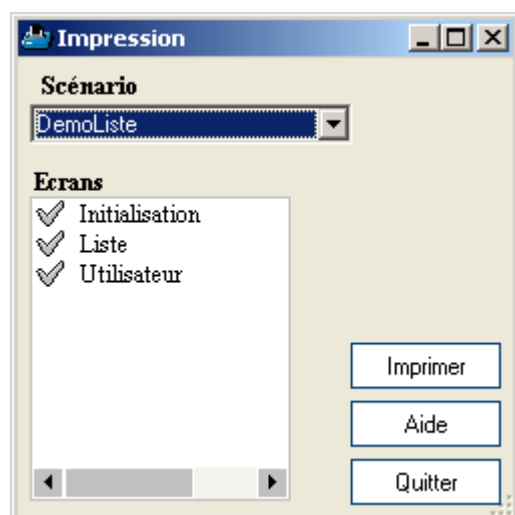 Impression
Scénario
DemoListe
Ecrans
Initialisation
Liste
Utilisateur
Imprimer
Aide
Quitter